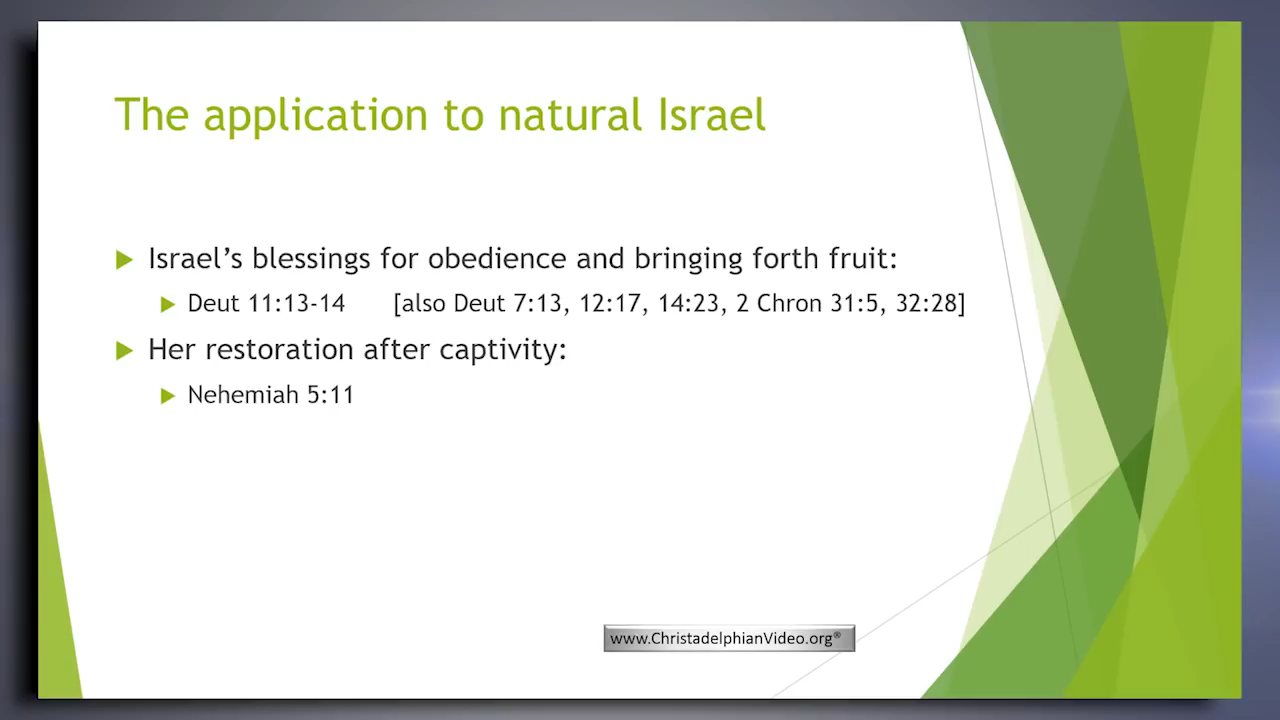 The application to natural Israel
Israel’s blessings for obedience and bringing forth fruit:
Deut 11:13-14 [also Deut 7:13, 12:17, 14:23, 2 Chron 31:5, 32:28]
Her restoration after captivity:
Nehemiah 5:11
www.ChristadelphianVideo.org®